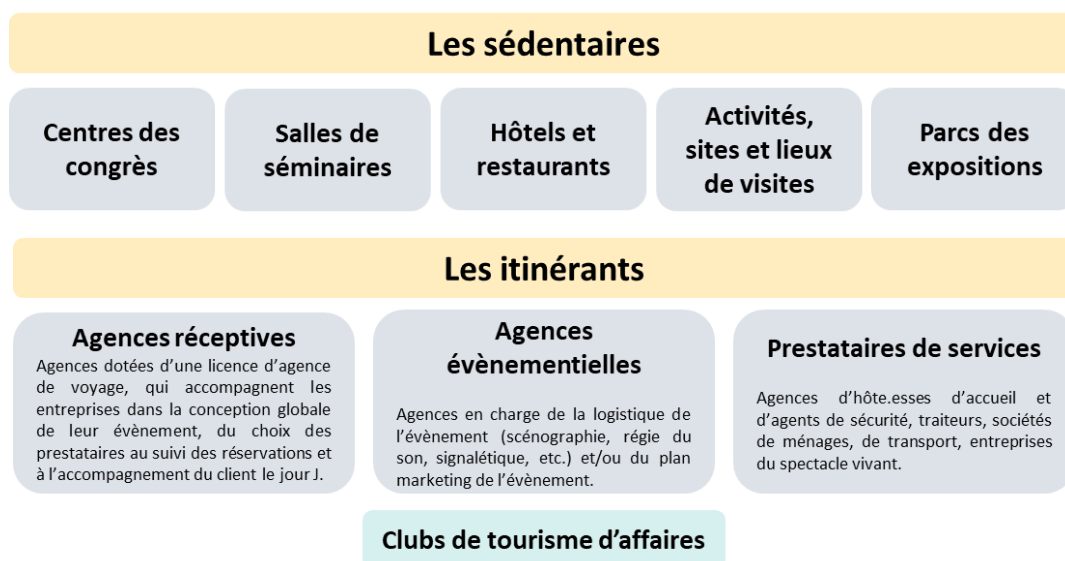 Les sédentaires
Centres des
congrès
Salles de
séminaires
Hôtels et
restaurants
Activités,
sites et lieux
de visites
Parcs des
expositions
Les itinérants
Agences réceptives
Agences dotées d’une licence d’agence
de voyage, qui accompagnent les
entreprises dans la conception globale
de leur évènement, du choix des
prestataires au suivi des réservations et
à l’accompagnement du client le jour J.
Agences
évènementielles
Agences en charge de la logistique de
l’évènement (scénographie, régie du
son, signalétique, etc.) et/ou du plan
marketing de l’évènement.
Prestataires de services
Agences d’hôte.esses d’accueil et
d’agents de sécurité, traiteurs, sociétés
de ménages, de transport, entreprises
du spectacle vivant.
Clubs de tourisme d’affaires